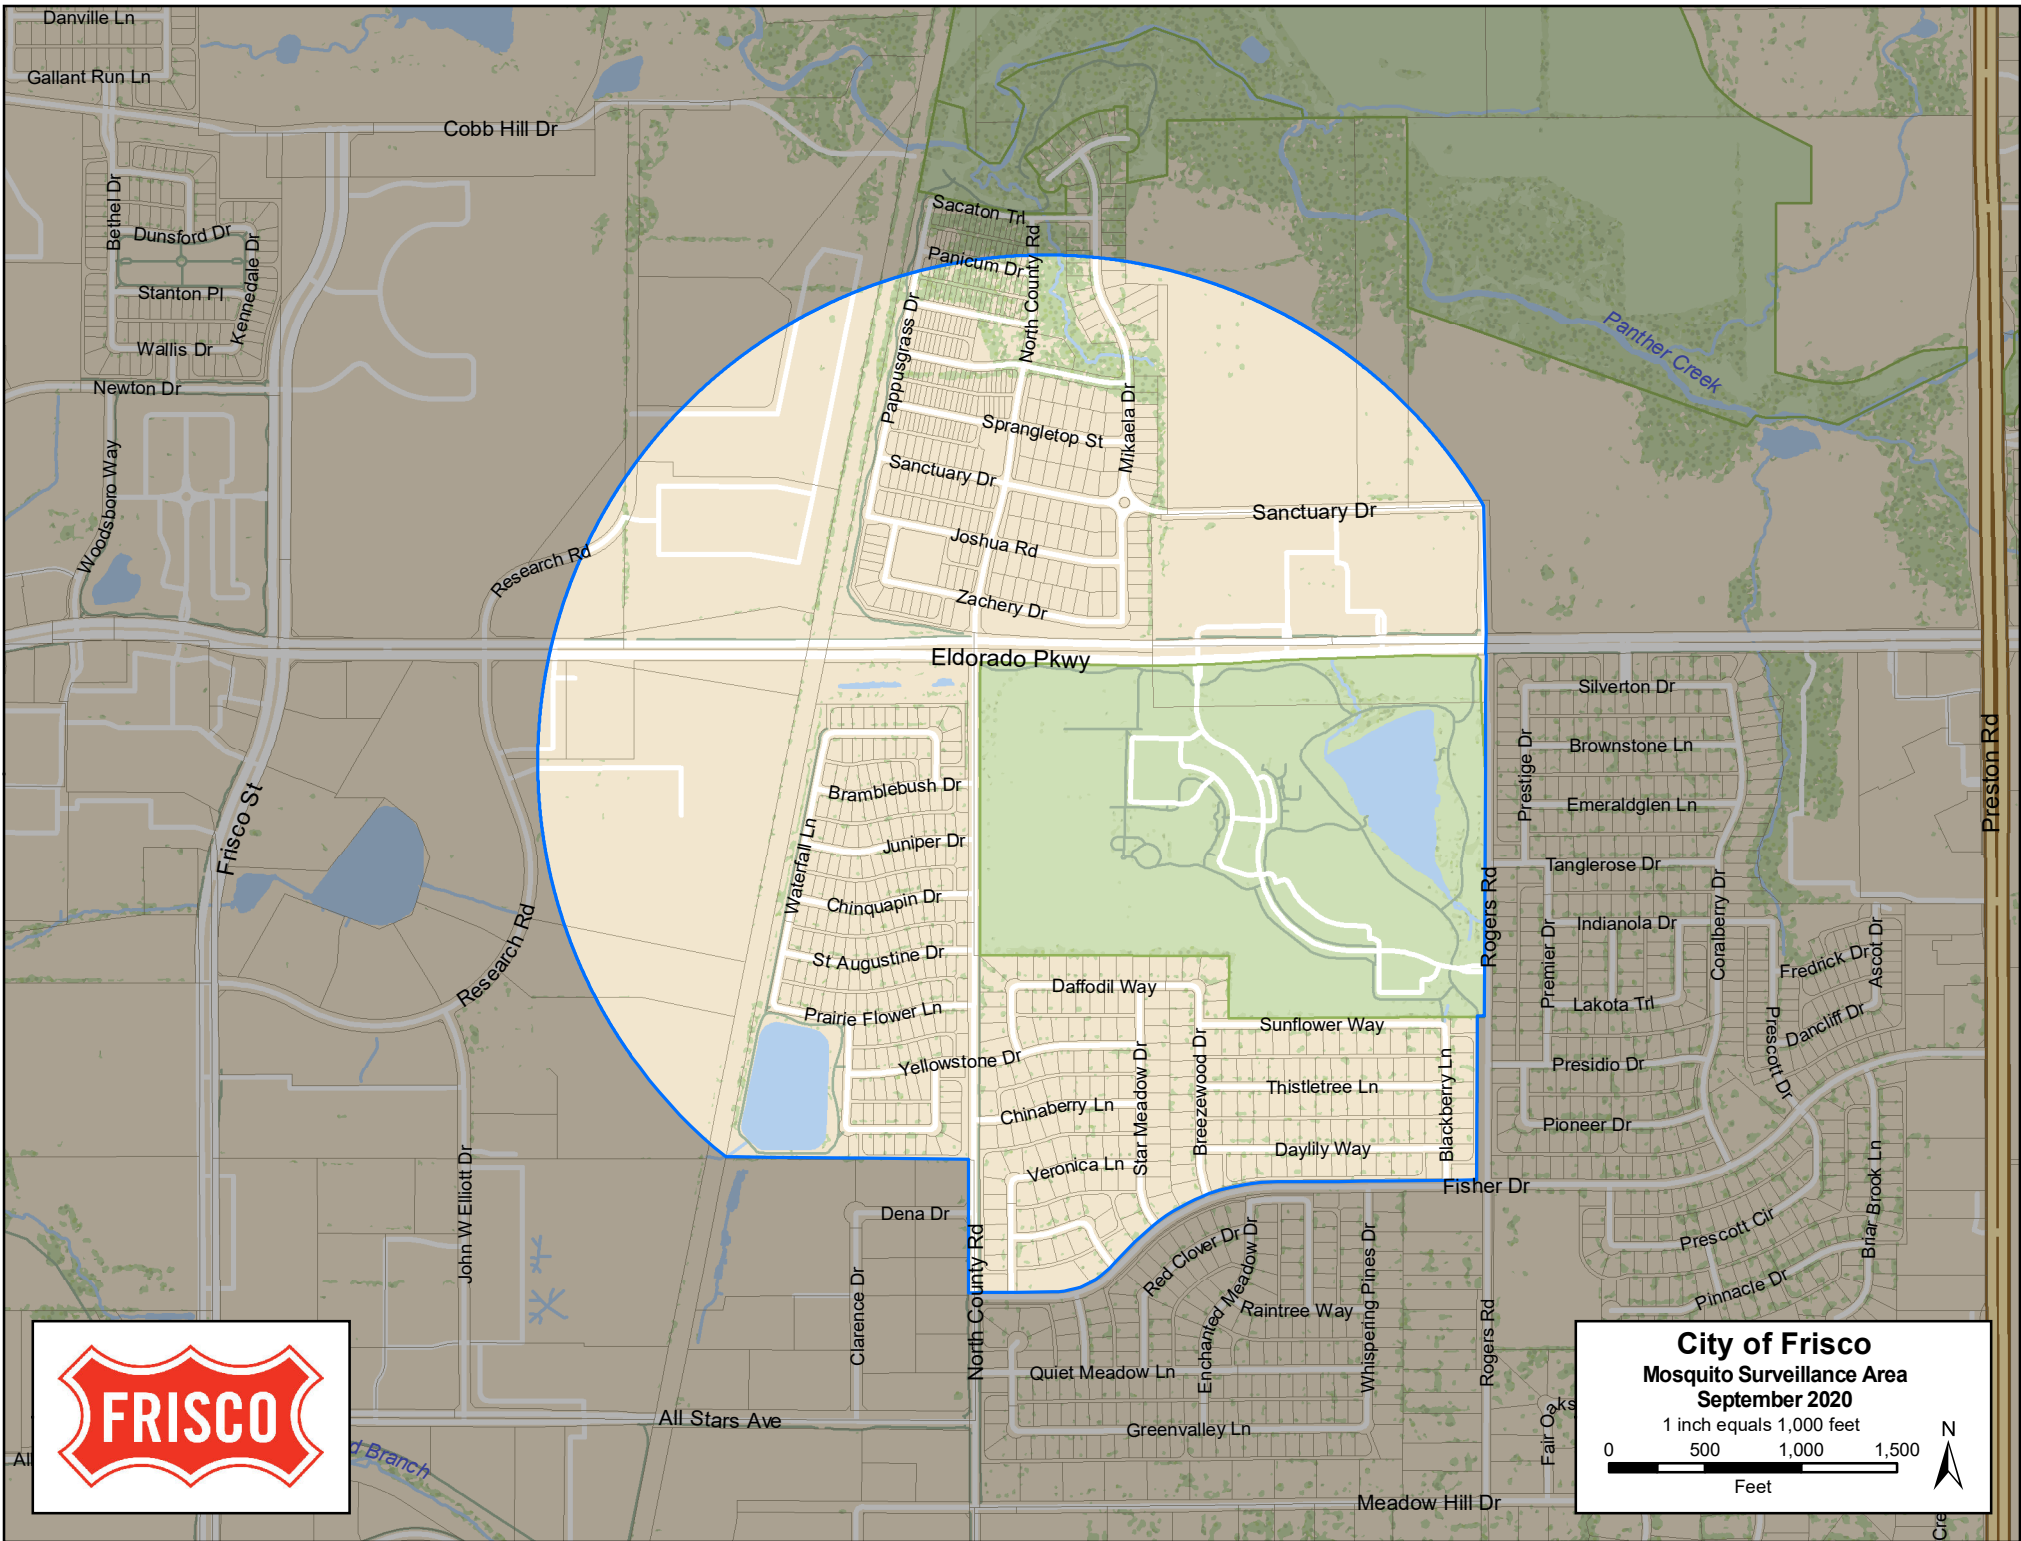 Danville Ln
Gallant Run Ln
Cobb Hill Dr
Bethel Dr
Dunsford Dr
Kennedale Dr
Stanton Pl
Wallis Dr
Newton Dr
Woodsboro Way
Sacaton Trl
Panicum Dr
North County Rd
Pappusgrass Dr
Mikaela Dr
Sprangletop St
Sanctuary Dr
Sanctuary Dr
Joshua Rd
Zachery Dr
Research Rd
Panther Creek
Eldorado Pkwy
Silverton Dr
Brownstone Ln
Prestige Dr
Emeraldglen Ln
Tanglerose Dr
Preston Rd
Frisco St
Bramblebush Dr
Juniper Dr
Waterfall Ln
Chinquapin Dr
St Augustine Dr
Prairie Flower Ln
Yellowstone Dr
Research Rd
Rogers Rd
Indianola Dr
Coralberry Dr
Premier Dr
Fredrick Dr
Ascot Dr
Lakota Trl
Dancliff Dr
Prescott Dr
Presidio Dr
Pioneer Dr
Daffodil Way
Sunflower Way
Breezewood Dr
Star Meadow Dr
Thistletree Ln
Blackberry Ln
Chinaberry Ln
Daylily Way
Veronica Ln
Fisher Dr
John W Elliott Dr
Dena Dr
Clarence Dr
North County Rd
Red Clover Dr
Enchanted Meadow Dr
Raintree Way
Whispering Pines Dr
Quiet Meadow Ln
Greenvalley Ln
Rogers Rd
Prescott Cir
Pinnacle Dr
Briar Brook Ln
All Stars Ave
Meadow Hill Dr
Fair Oaks
All
d Branch
Cre
FRISCO
City of Frisco
Mosquito Surveillance Area
September 2020
1 inch equals 1,000 feet
0 500 1,000 1,500
Feet
N